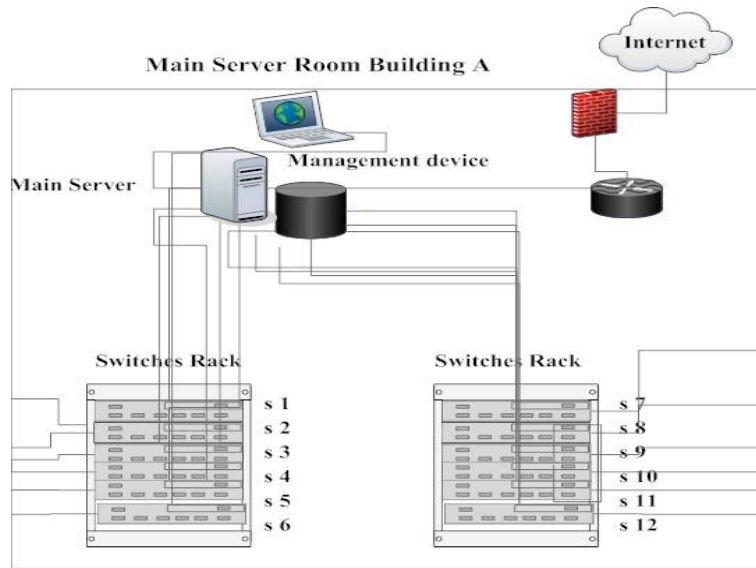 Internet
Main Server Room Building A
Management device
Main Server
Switches Rack
s 1
s 2
s 3
s 4
s 5
s 6
Switches Rack
s 7
s 8
s 9
s 10
s 11
s 12